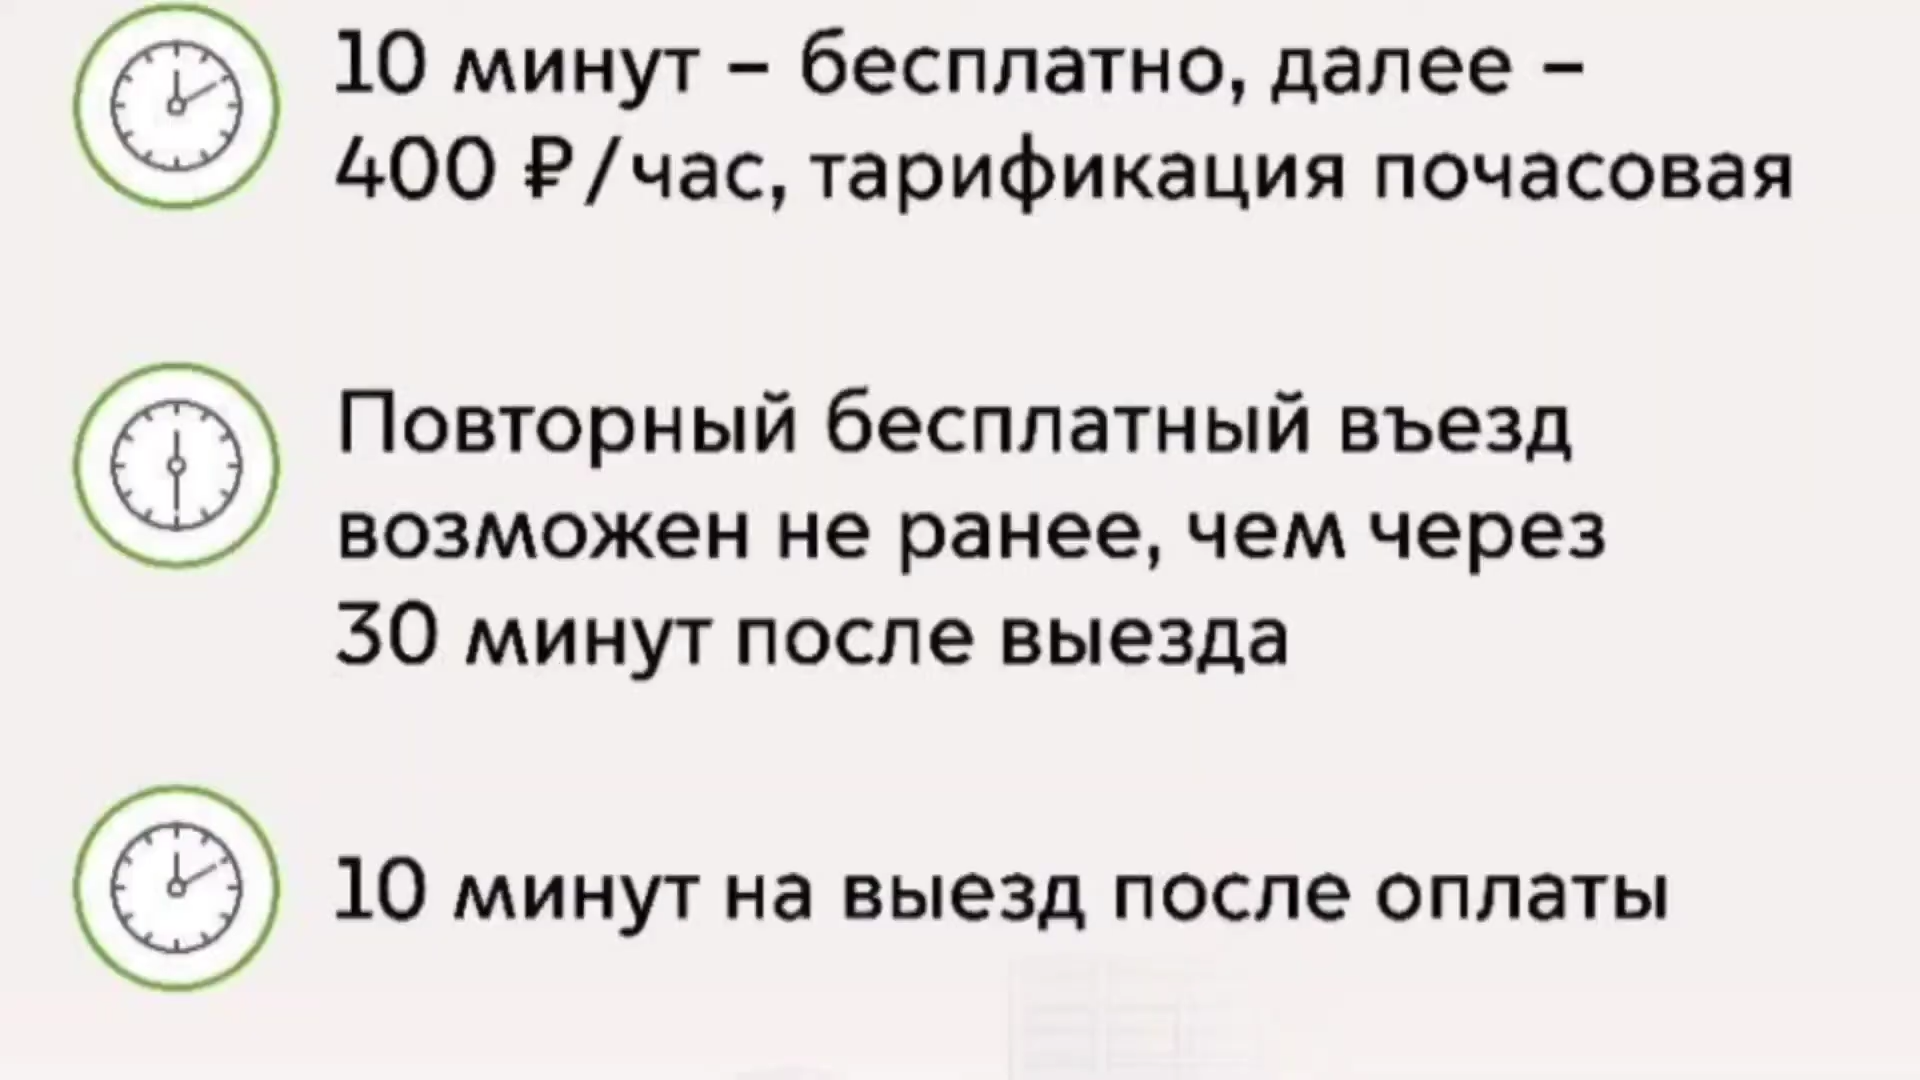 10 минут – бесплатно, далее –
400 ₽/час, тарификация почасовая
Повторный бесплатный въезд
возможен не ранее, чем через
30 минут после выезда
10 минут на выезд после оплаты